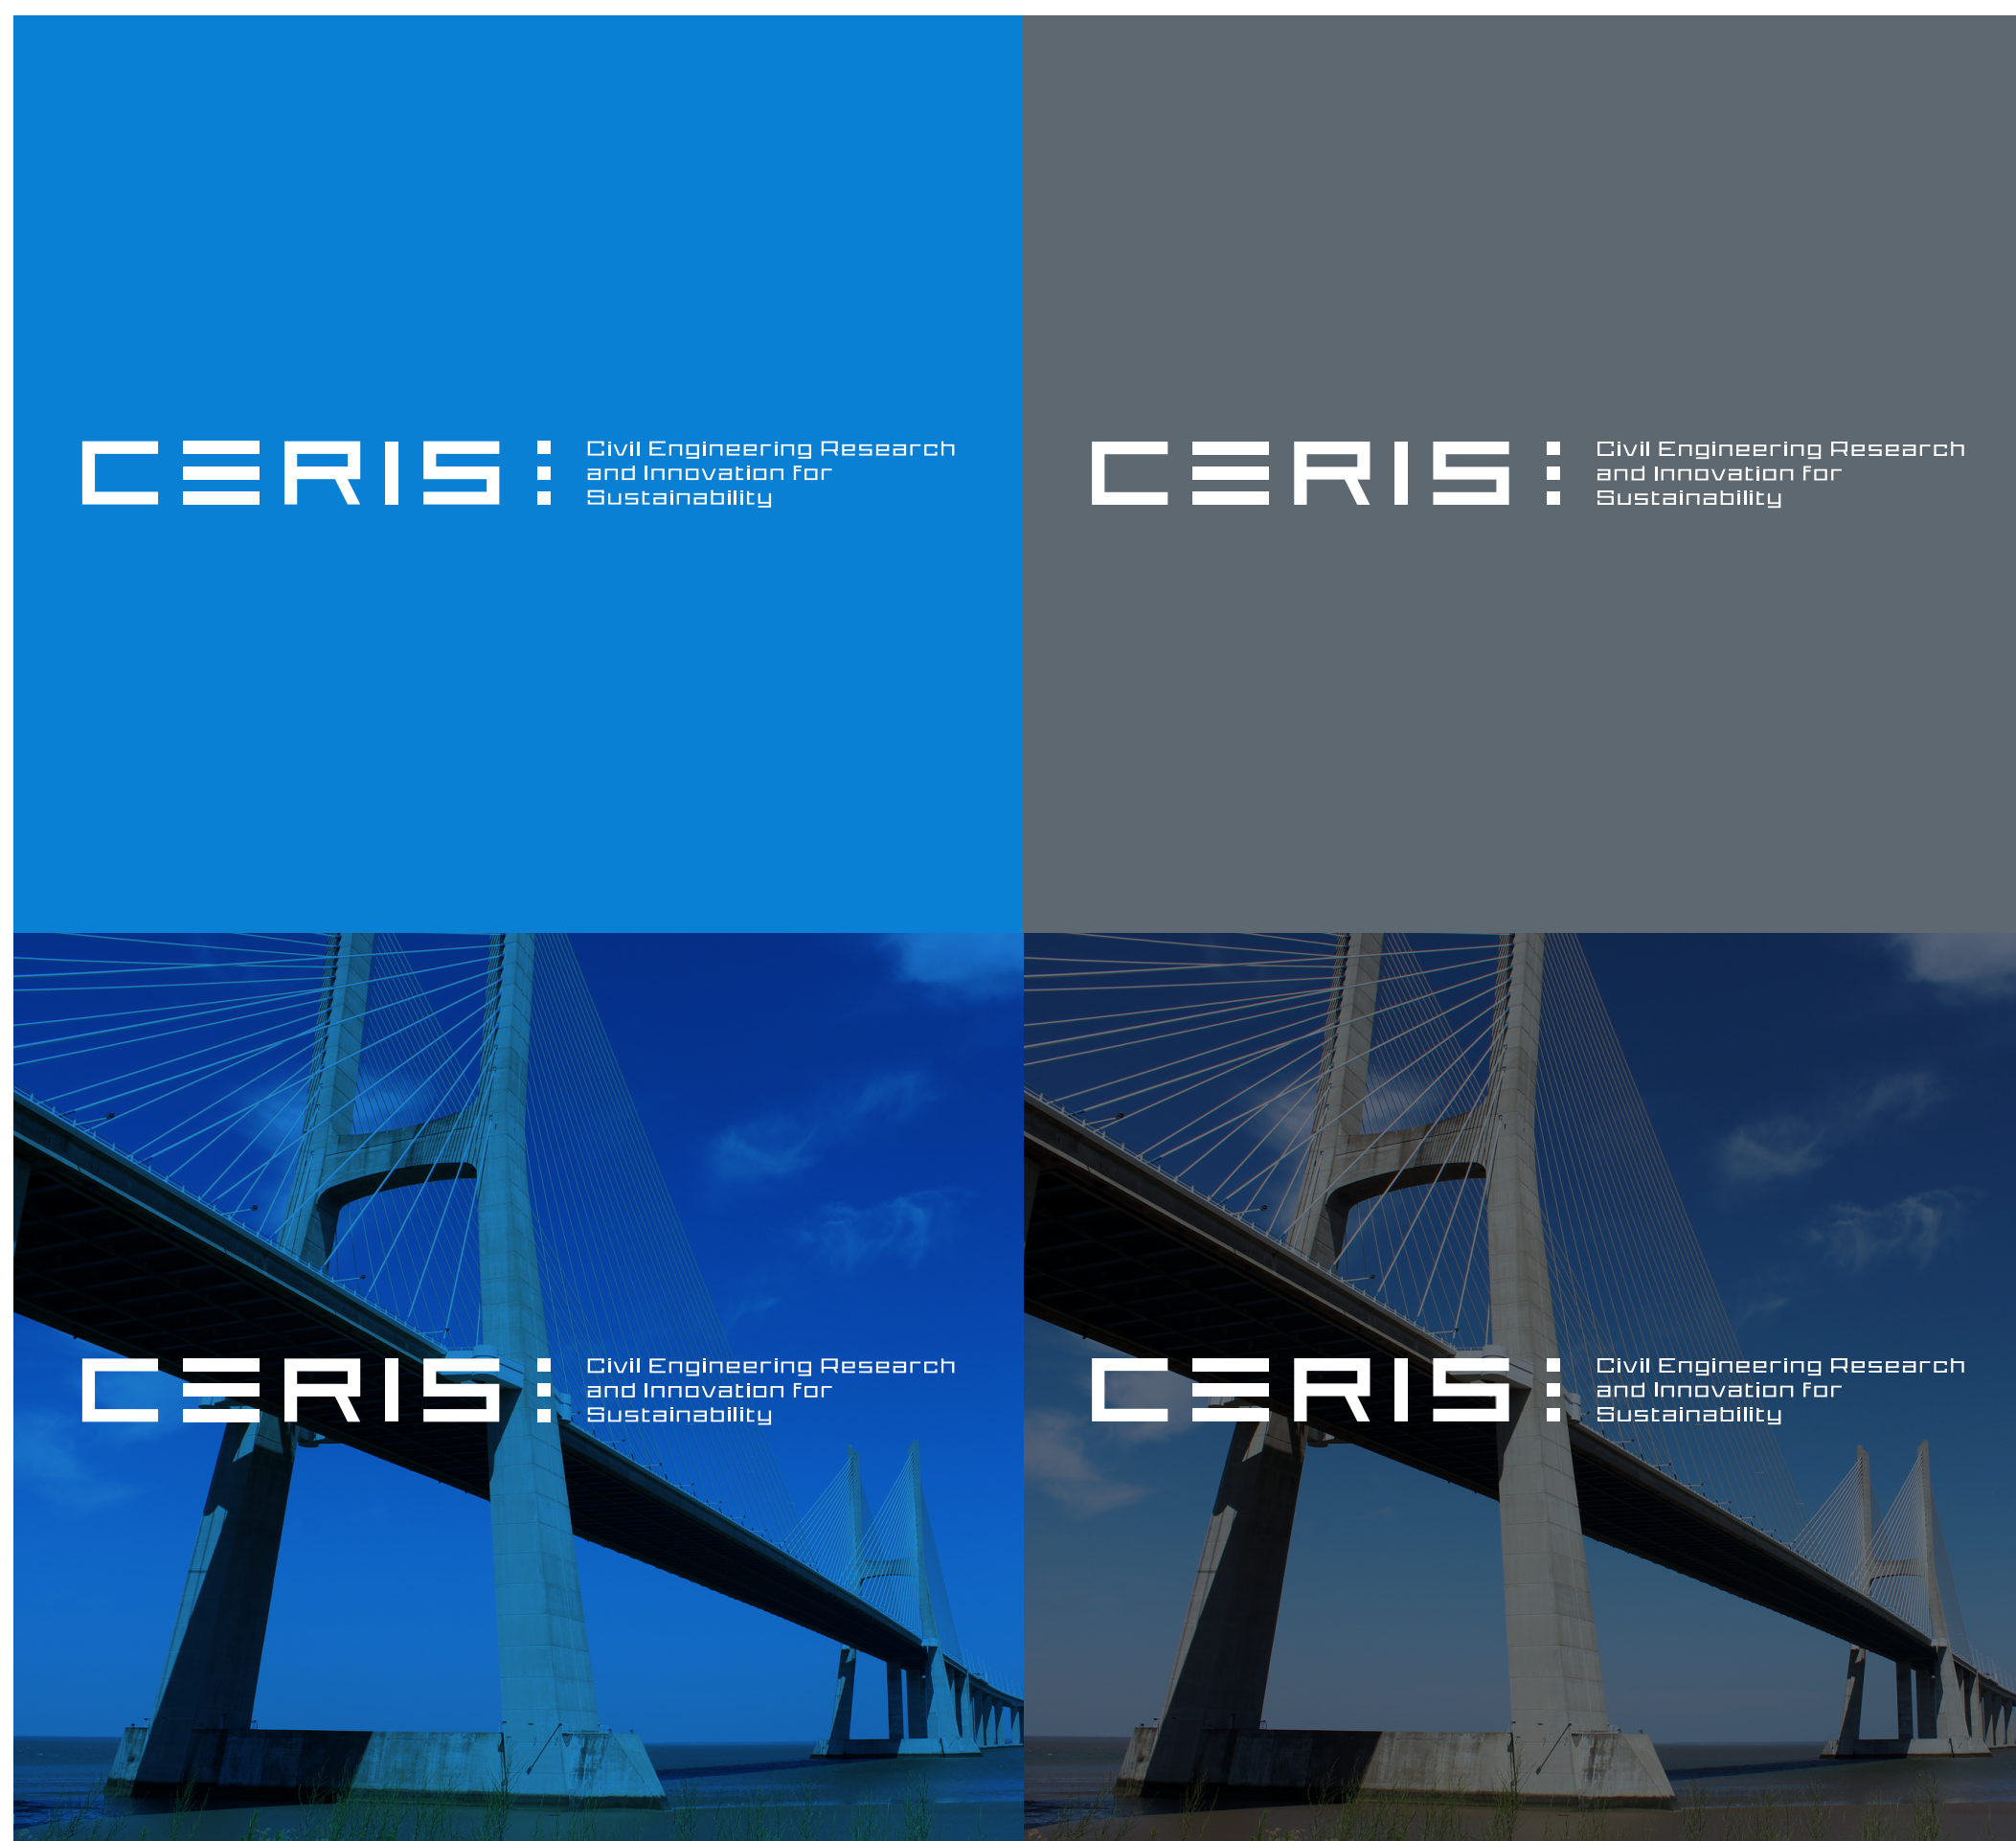 CERIS
Civil Engineering Research
and Innovation for
Sustainability
CERIS
Civil Engineering Research
and Innovation for
Sustainability
CERIS
Civil Engineering Research
and Innovation for
Sustainability
CERIS
Civil Engineering Research
and Innovation for
Sustainability